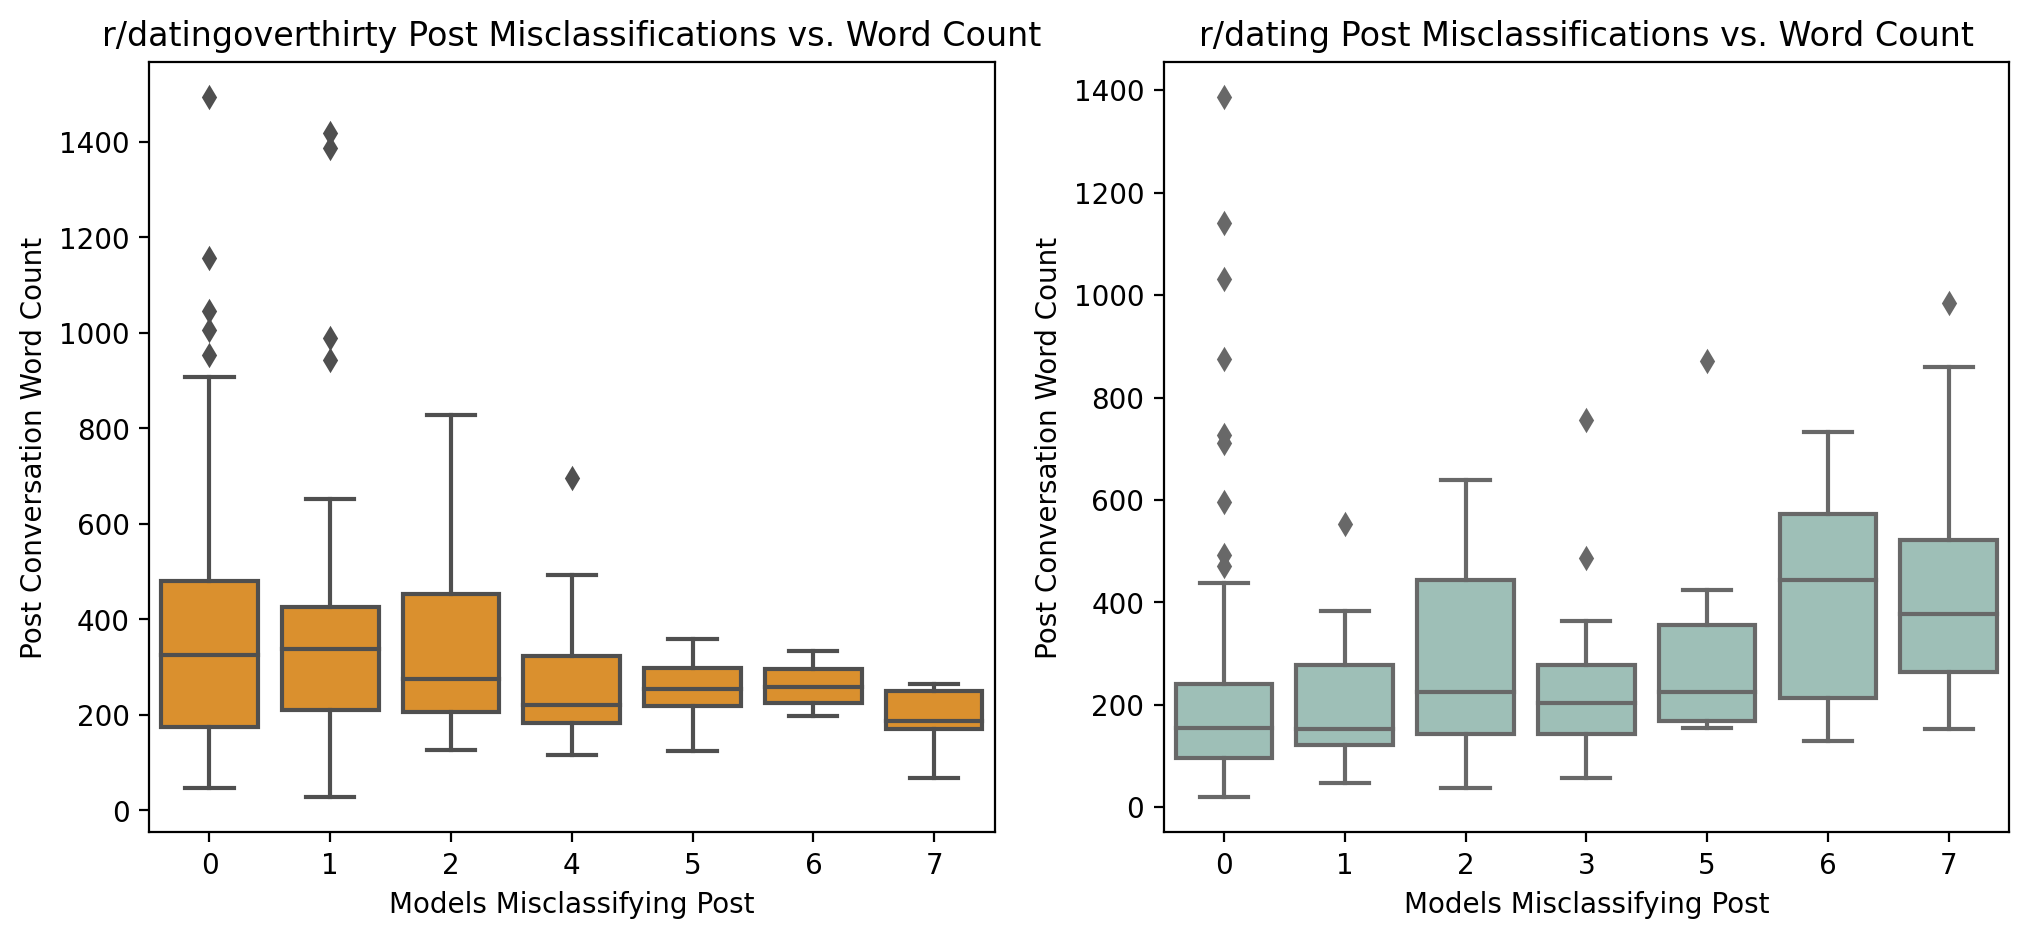 r/datingoverthirty Post Misclassifications vs. Word Count
Post Conversation Word Count
1400
1200
1000
800
600
400
200
0
0 1 2 4 5 6 7
Models Misclassifying Post
r/dating Post Misclassifications vs. Word Count
Post Conversation Word Count
1400
1200
1000
800
600
400
200
0
0 1 2 3 5 6 7
Models Misclassifying Post